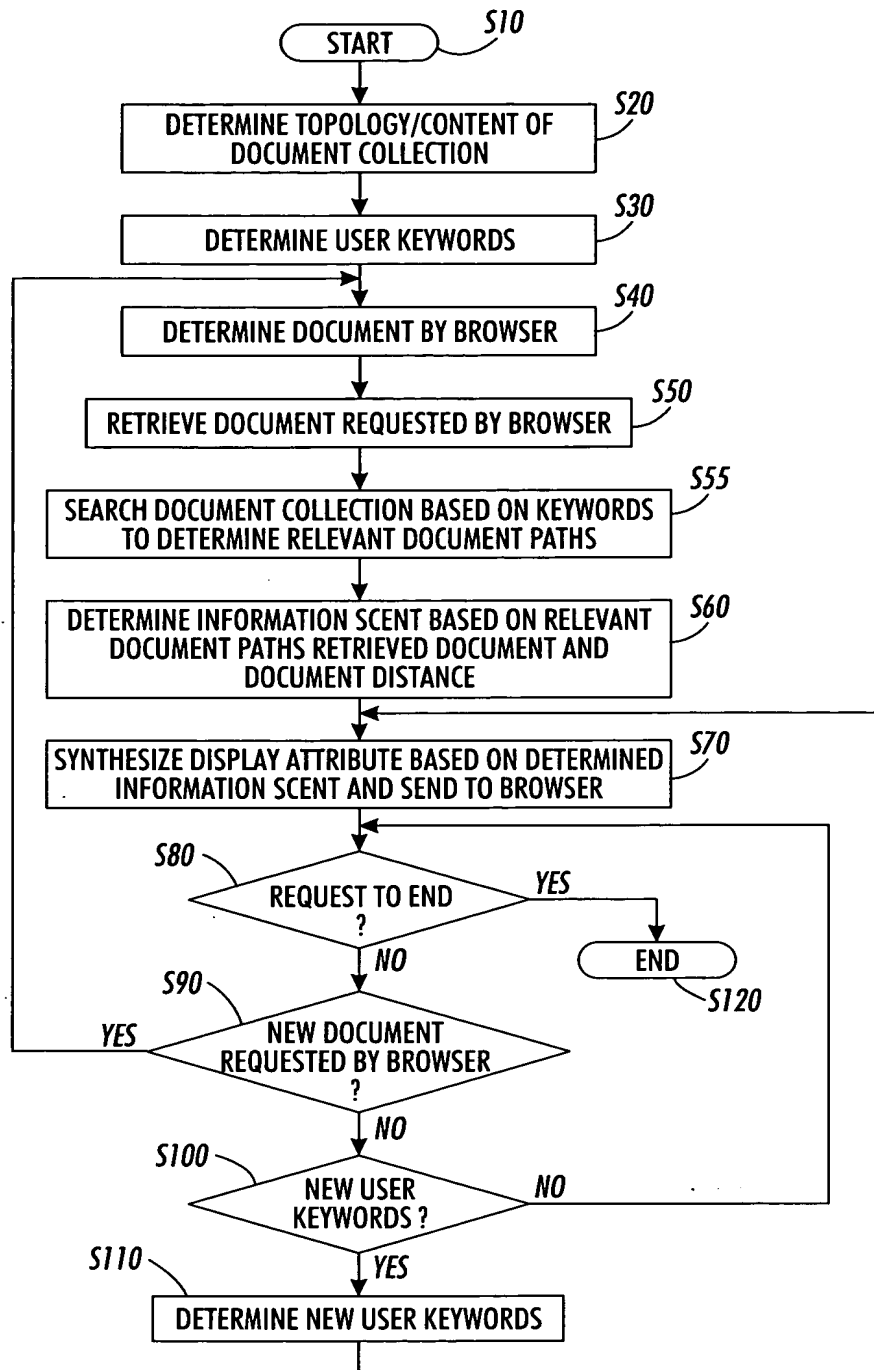 START
S10
DETERMINE TOPOLOGY/CONTENT OF
DOCUMENT COLLECTION
S20
DETERMINE USER KEYWORDS
S30
DETERMINE DOCUMENT BY BROWSER
S40
RETRIEVE DOCUMENT REQUESTED BY BROWSER
S50
SEARCH DOCUMENT COLLECTION BASED ON KEYWORDS
TO DETERMINE RELEVANT DOCUMENT PATHS
S55
DETERMINE INFORMATION SCENT BASED ON RELEVANT
DOCUMENT PATHS RETRIEVED DOCUMENT AND
DOCUMENT DISTANCE
S60
SYNTHESIZE DISPLAY ATTRIBUTE BASED ON DETERMINED
INFORMATION SCENT AND SEND TO BROWSER
S70
S80
REQUEST TO END
?
YES
NO
END
S120
S90
YES
NEW DOCUMENT
REQUESTED BY BROWSER
?
NO
S100
NEW USER
KEYWORDS ?
NO
YES
S110
DETERMINE NEW USER KEYWORDS